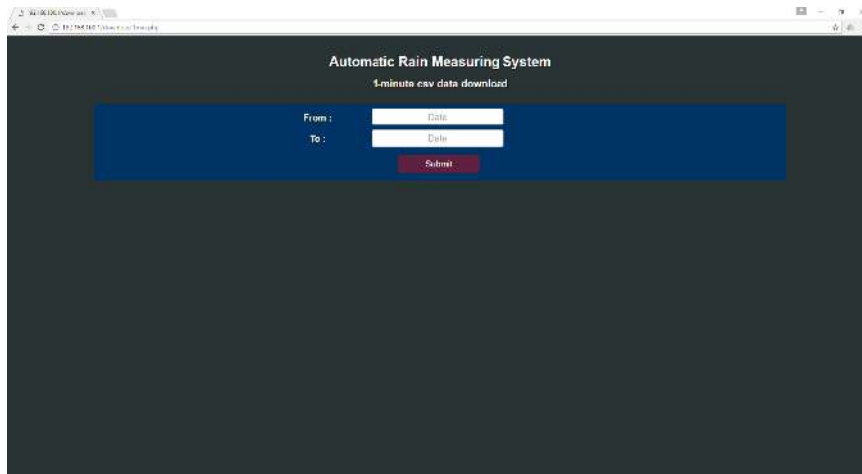 Automatic Rain Measuring System
1-minute csv data download
From :
Date
To :
Date
Submit